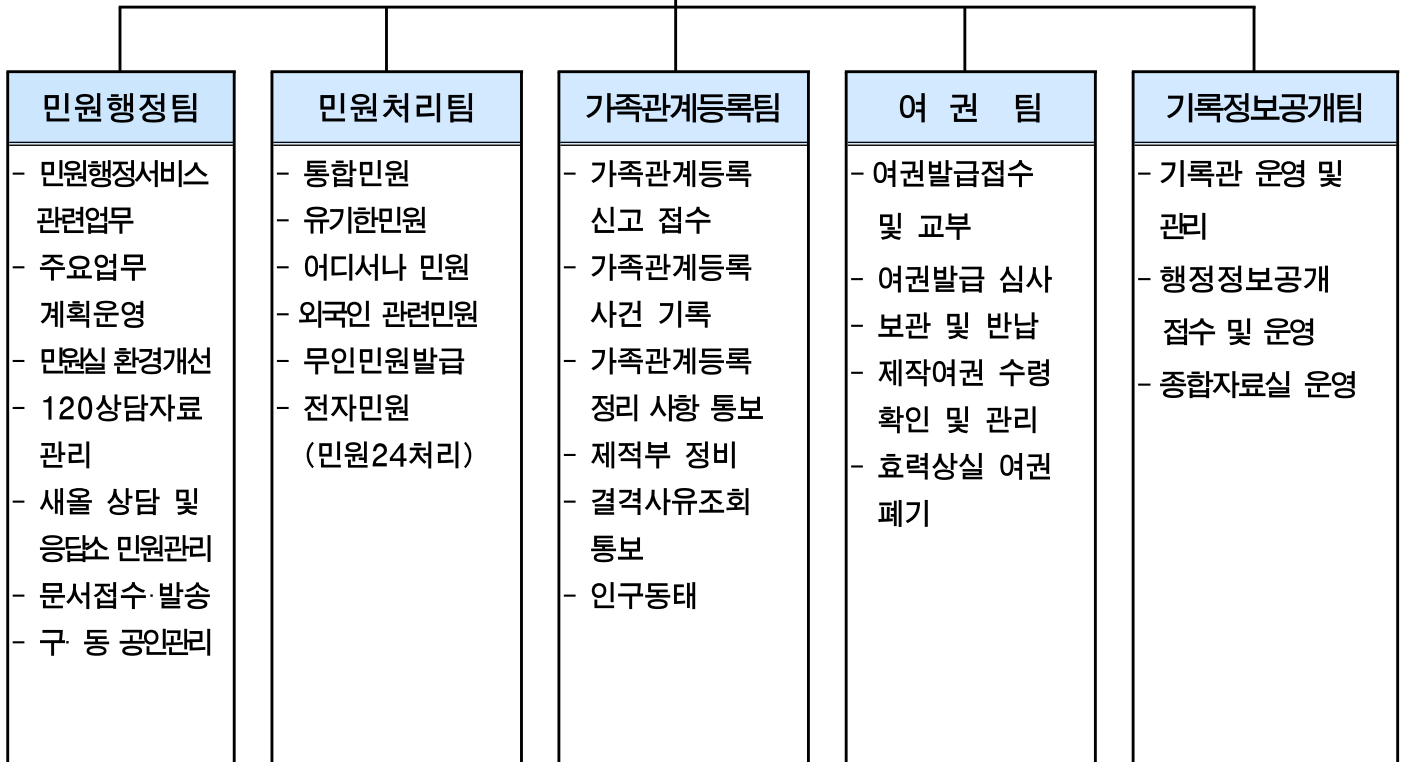 민원행정팀
- 민원행정서비스
관련업무
- 주요업무
계획운영
- 민원실 환경개선
- 120상담자료
관리
- 새올 상담 및
응답소 민원관리
- 문서접수·발송
- 구· 동 공인관리
민원처리팀
- 통합민원
- 유기한민원
- 어디서나 민원
- 외국인 관련민원
- 무인민원발급
- 전자민원
(민원24처리)
가족관계등록팀
- 가족관계등록
신고 접수
- 가족관계등록
사건 기록
- 가족관계등록
정리 사항 통보
- 제적부 정비
- 결격사유조회
통보
- 인구동태
여 권 팀
- 여권발급접수
및 교부
- 여권발급 심사
- 보관 및 반납
- 제작여권 수령
확인 및 관리
- 효력상실 여권
폐기
기록정보공개팀
- 기록관 운영 및
관리
- 행정정보공개
접수 및 운영
- 종합자료실 운영